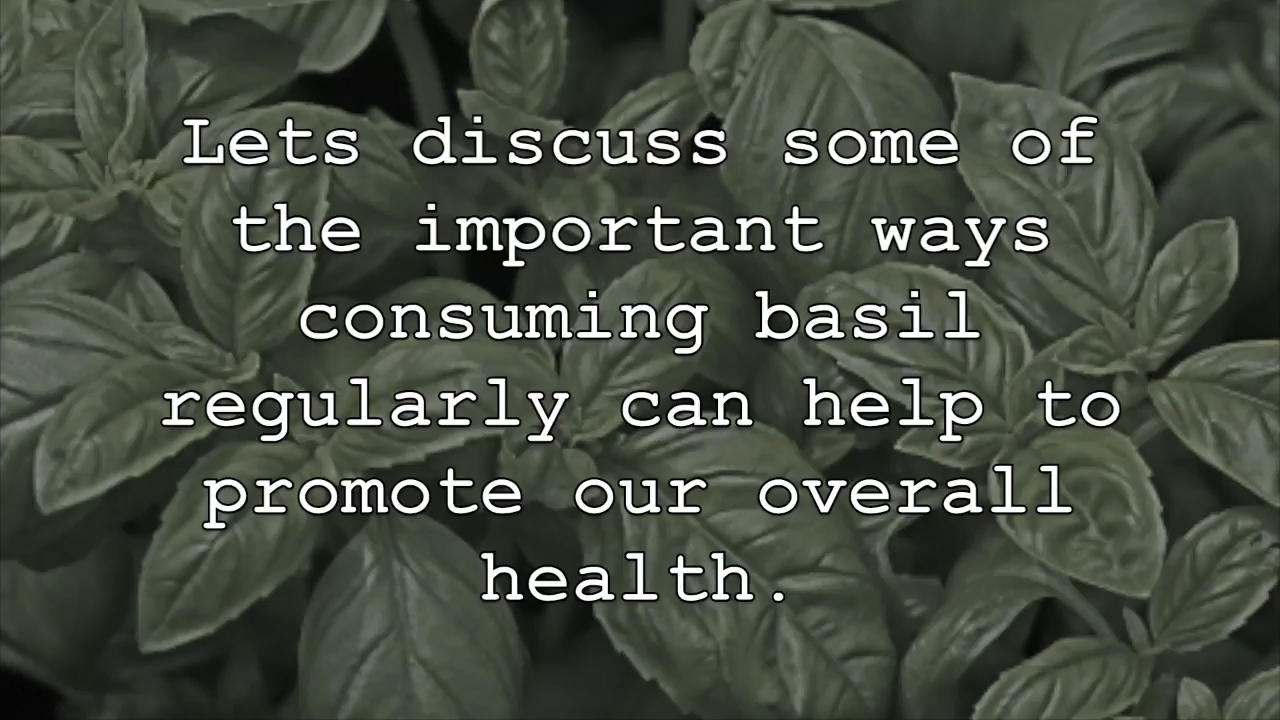 Lets discuss some of
the important ways
consuming basil
regularly can help to
promote our overall
health.